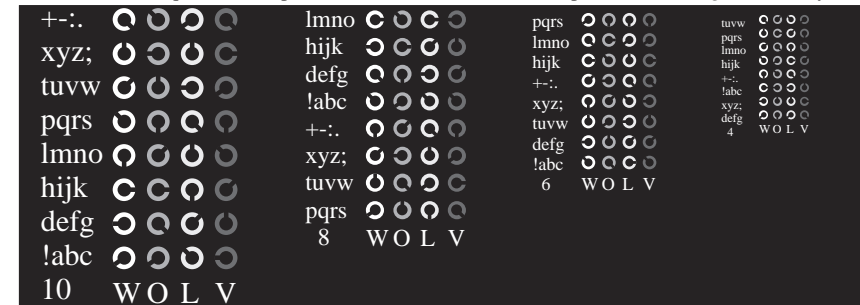 +-:.
xyz;
tuvw
pqrs
lmno
hijk
defg
!abc
10 W O L V
lmno
hijk
defg
!abc
+-:.
xyz;
tuvw
pqrs
8 W O L V
pqrs
lmno
hijk
+-:.
xyz;
tuvw
defg
!abc
6 W O L V
tuvw
pqrs
lmno
hijk
+-:.
!abc
xyz;
defg
4 W O L V